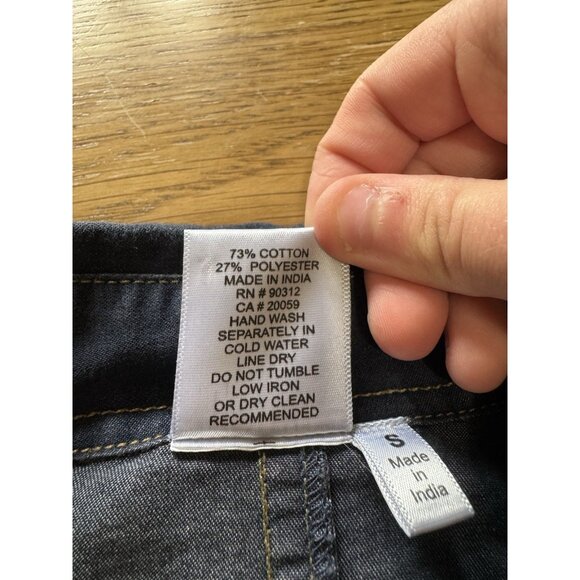 73% COTTON
27% POLYESTER
MADE IN INDIA
RN # 90312
CA # 20059
HAND WASH
SEPARATELY IN
COLD WATER
LINE DRY
DO NOT TUMBLE
LOW IRON
OR DRY CLEAN
RECOMMENDED
S
Made
in
India